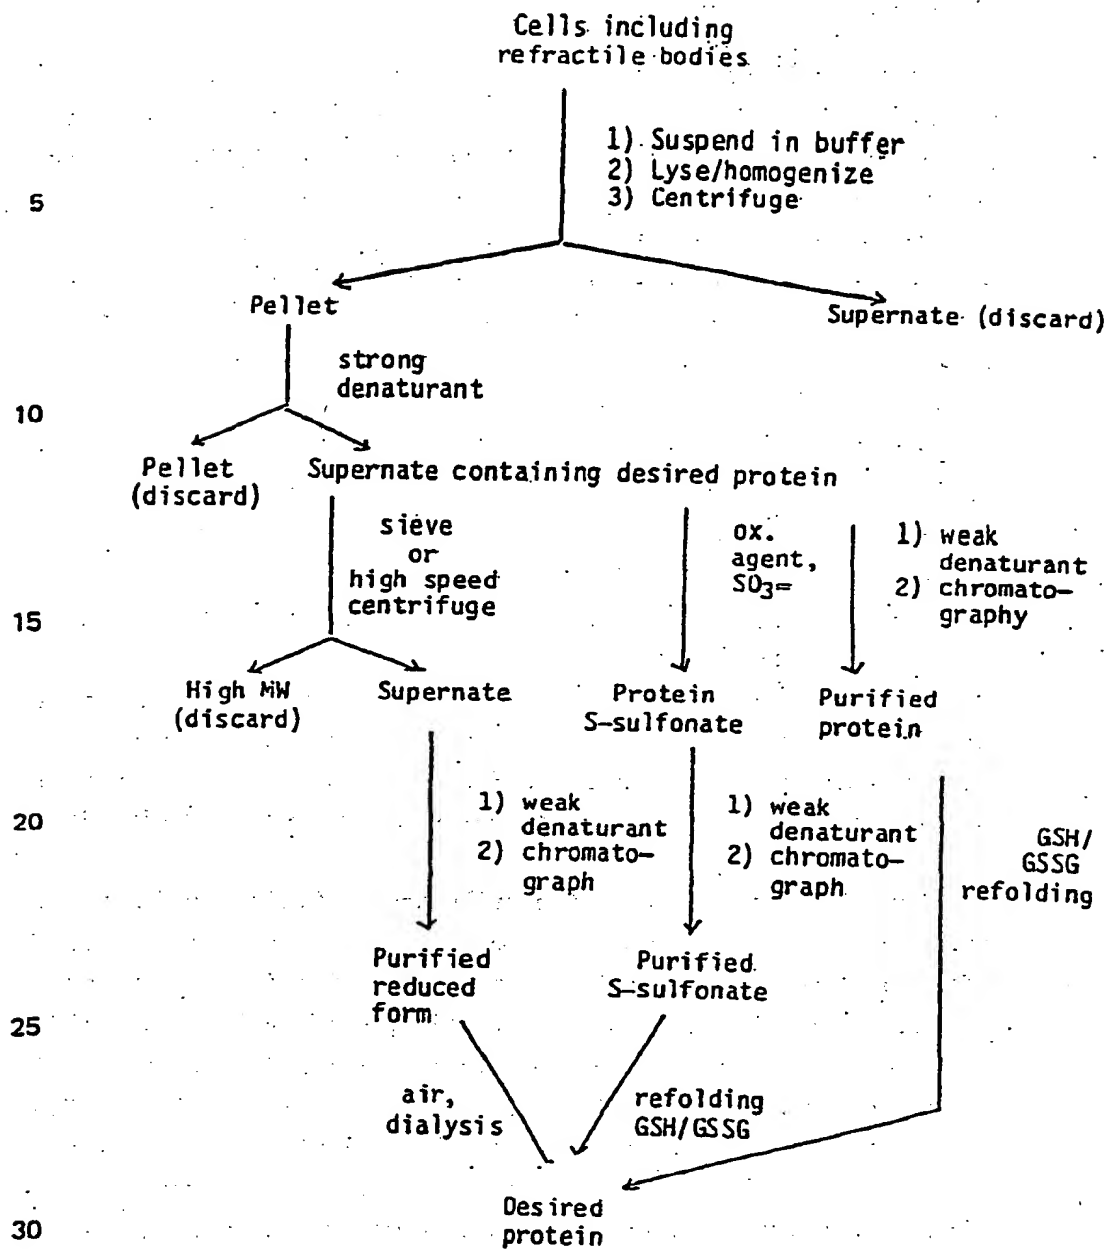 Cells including
refractile bodies
1) Suspend in buffer
2) Lyse/homogenize
5
3) Centrifuge
Pellet
Supernate (discard)
strong
denaturant
10
Pellet
(discard)
Supernate containing desired protein
sieve
or
high speed
centrifuge
ox.
agent,
SO3=
1) weak
denaturant
2) chromato-
graphy
15
High MW
(discard)
Supernate
Protein
S-sulfonate
Purified
protein
1) weak
denaturant
2) chromato-
graph
1) weak
denaturant
2) chromato-
graph
20
GSH/
GSSG
refolding
Purified
reduced
form
Purified
S-sulfonate
25
air,
dialysis
refolding
GSH/GSSG
Desired
protein
30